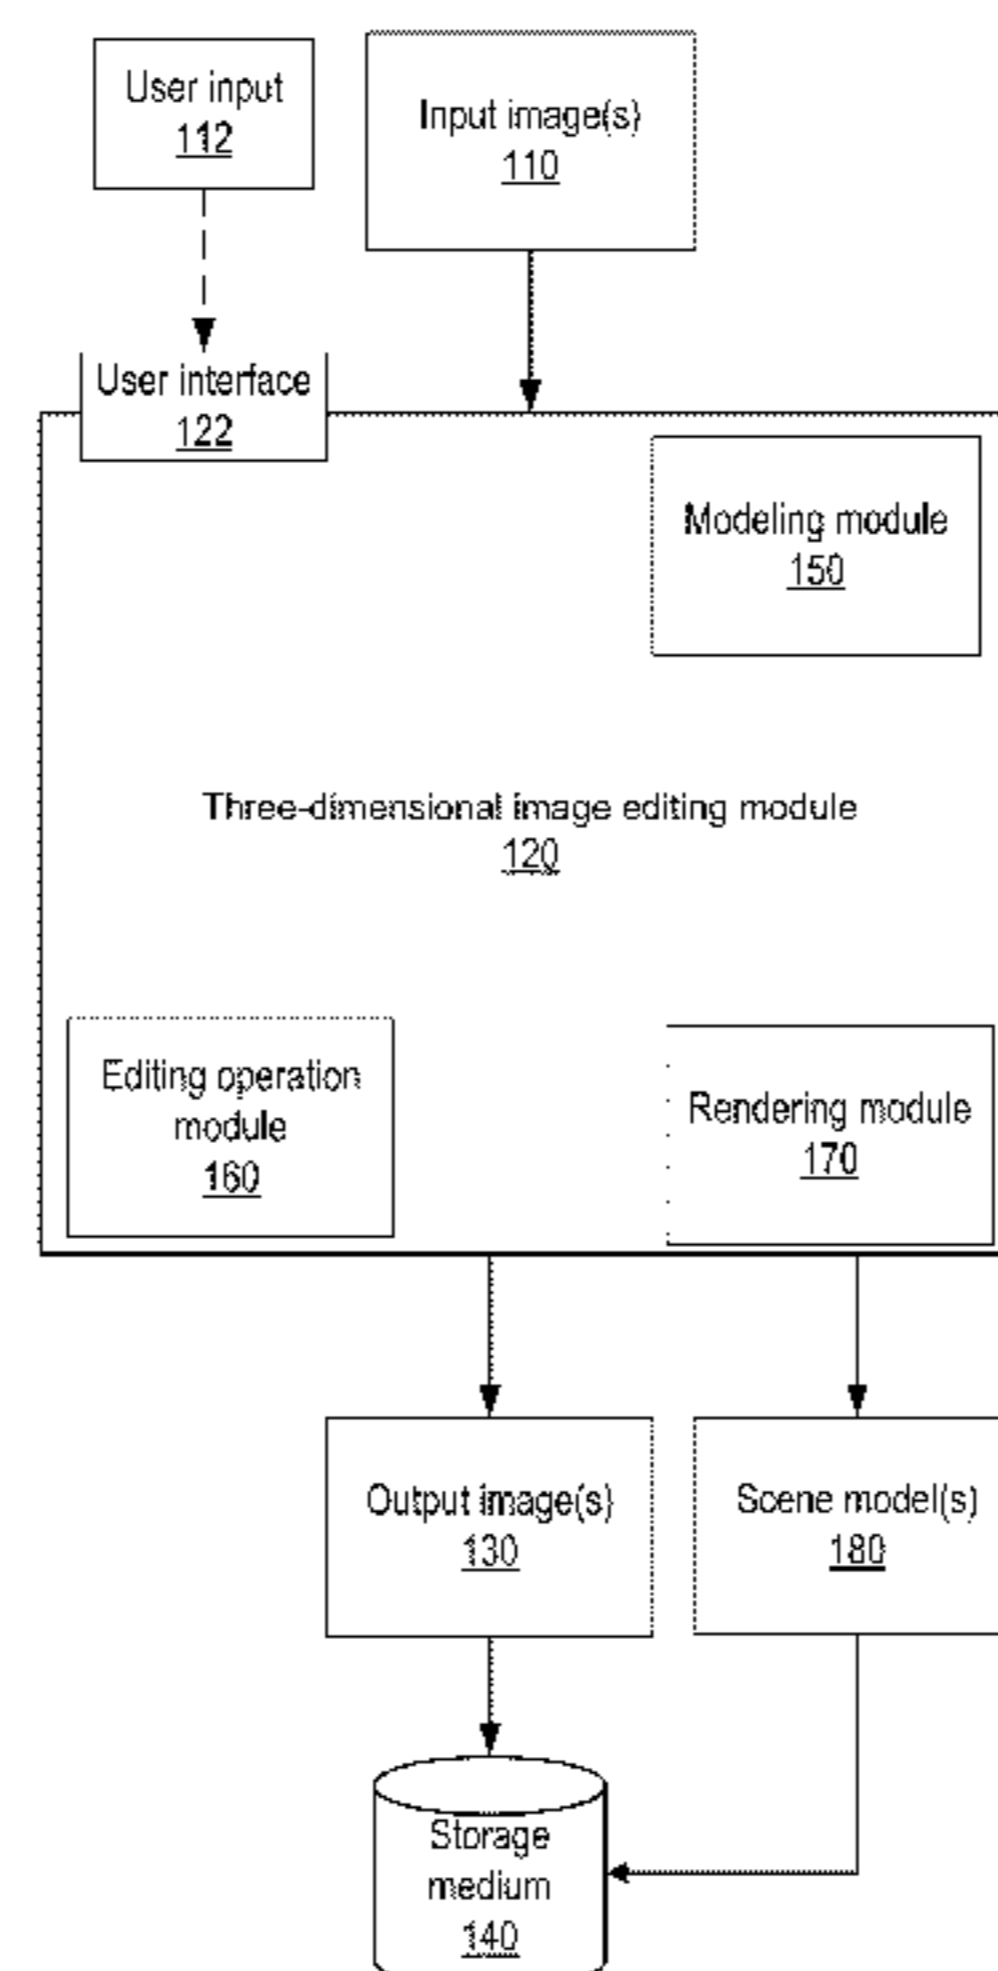 User input
112
Input image(s)
110
User interface
122
Modeling module
150
Three-dimensional image editing module
120
Editing operation
module
160
Rendering module
170
Output image(s)
130
Scene model(s)
180
Storage
medium
140